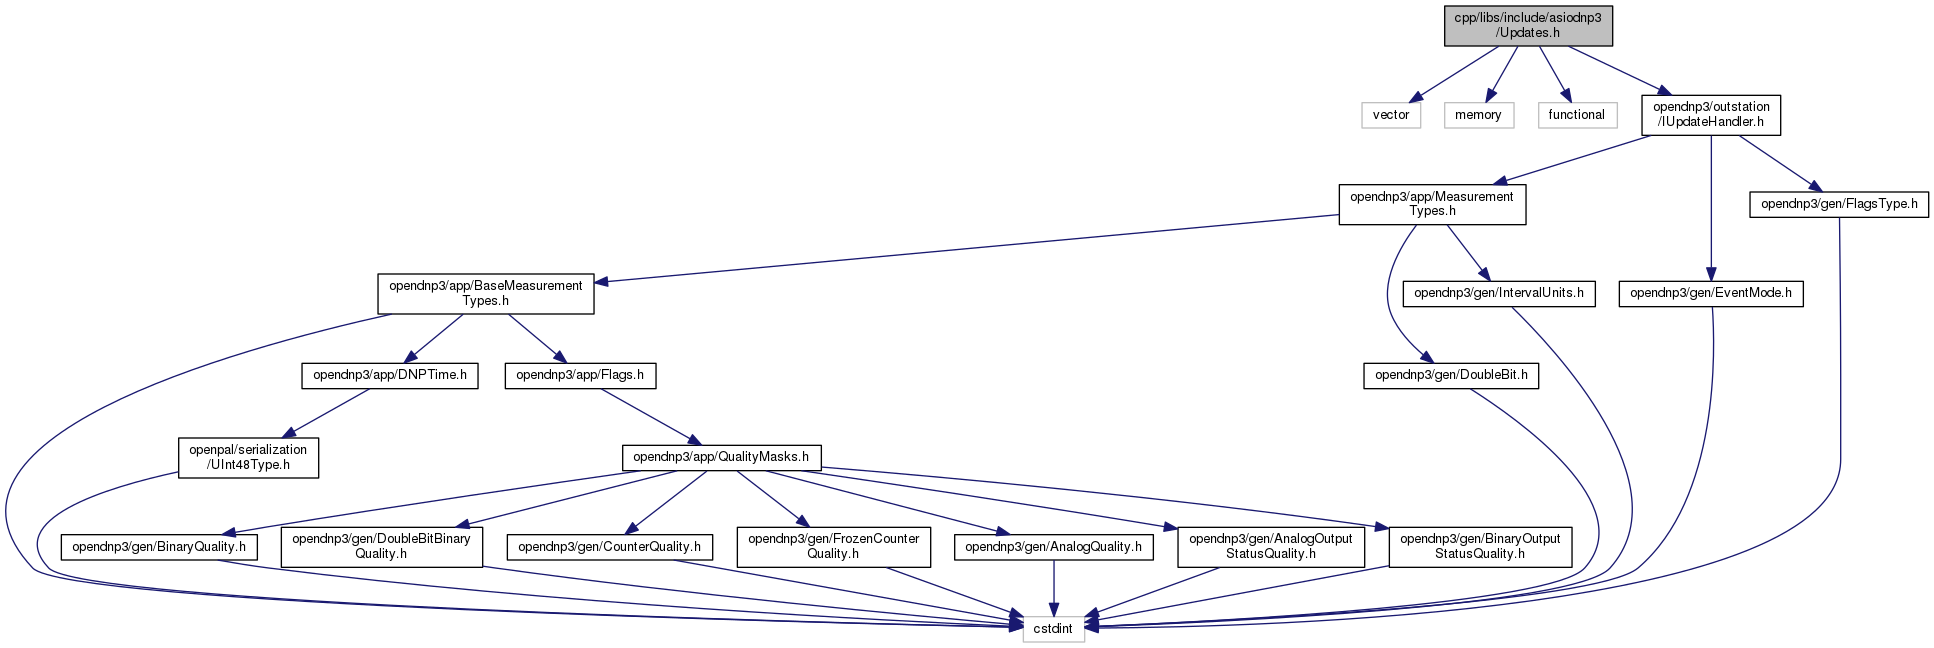 cpp/libs/include/asiodnp3
/Updates.h
vector
memory
functional
opendnp3/outstation
/IUpdateHandler.h
opendnp3/app/Measurement
Types.h
opendnp3/gen/FlagsType.h
opendnp3/app/BaseMeasurement
Types.h
opendnp3/gen/IntervalUnits.h
opendnp3/gen/EventMode.h
opendnp3/app/DNPTime.h
opendnp3/app/Flags.h
opendnp3/gen/DoubleBit.h
openpal/serialization
/UInt48Type.h
opendnp3/app/QualityMasks.h
opendnp3/gen/BinaryQuality.h
opendnp3/gen/DoubleBitBinary
Quality.h
opendnp3/gen/CounterQuality.h
opendnp3/gen/FrozenCounter
Quality.h
opendnp3/gen/AnalogQuality.h
opendnp3/gen/AnalogOutput
StatusQuality.h
opendnp3/gen/BinaryOutput
StatusQuality.h
cstdint